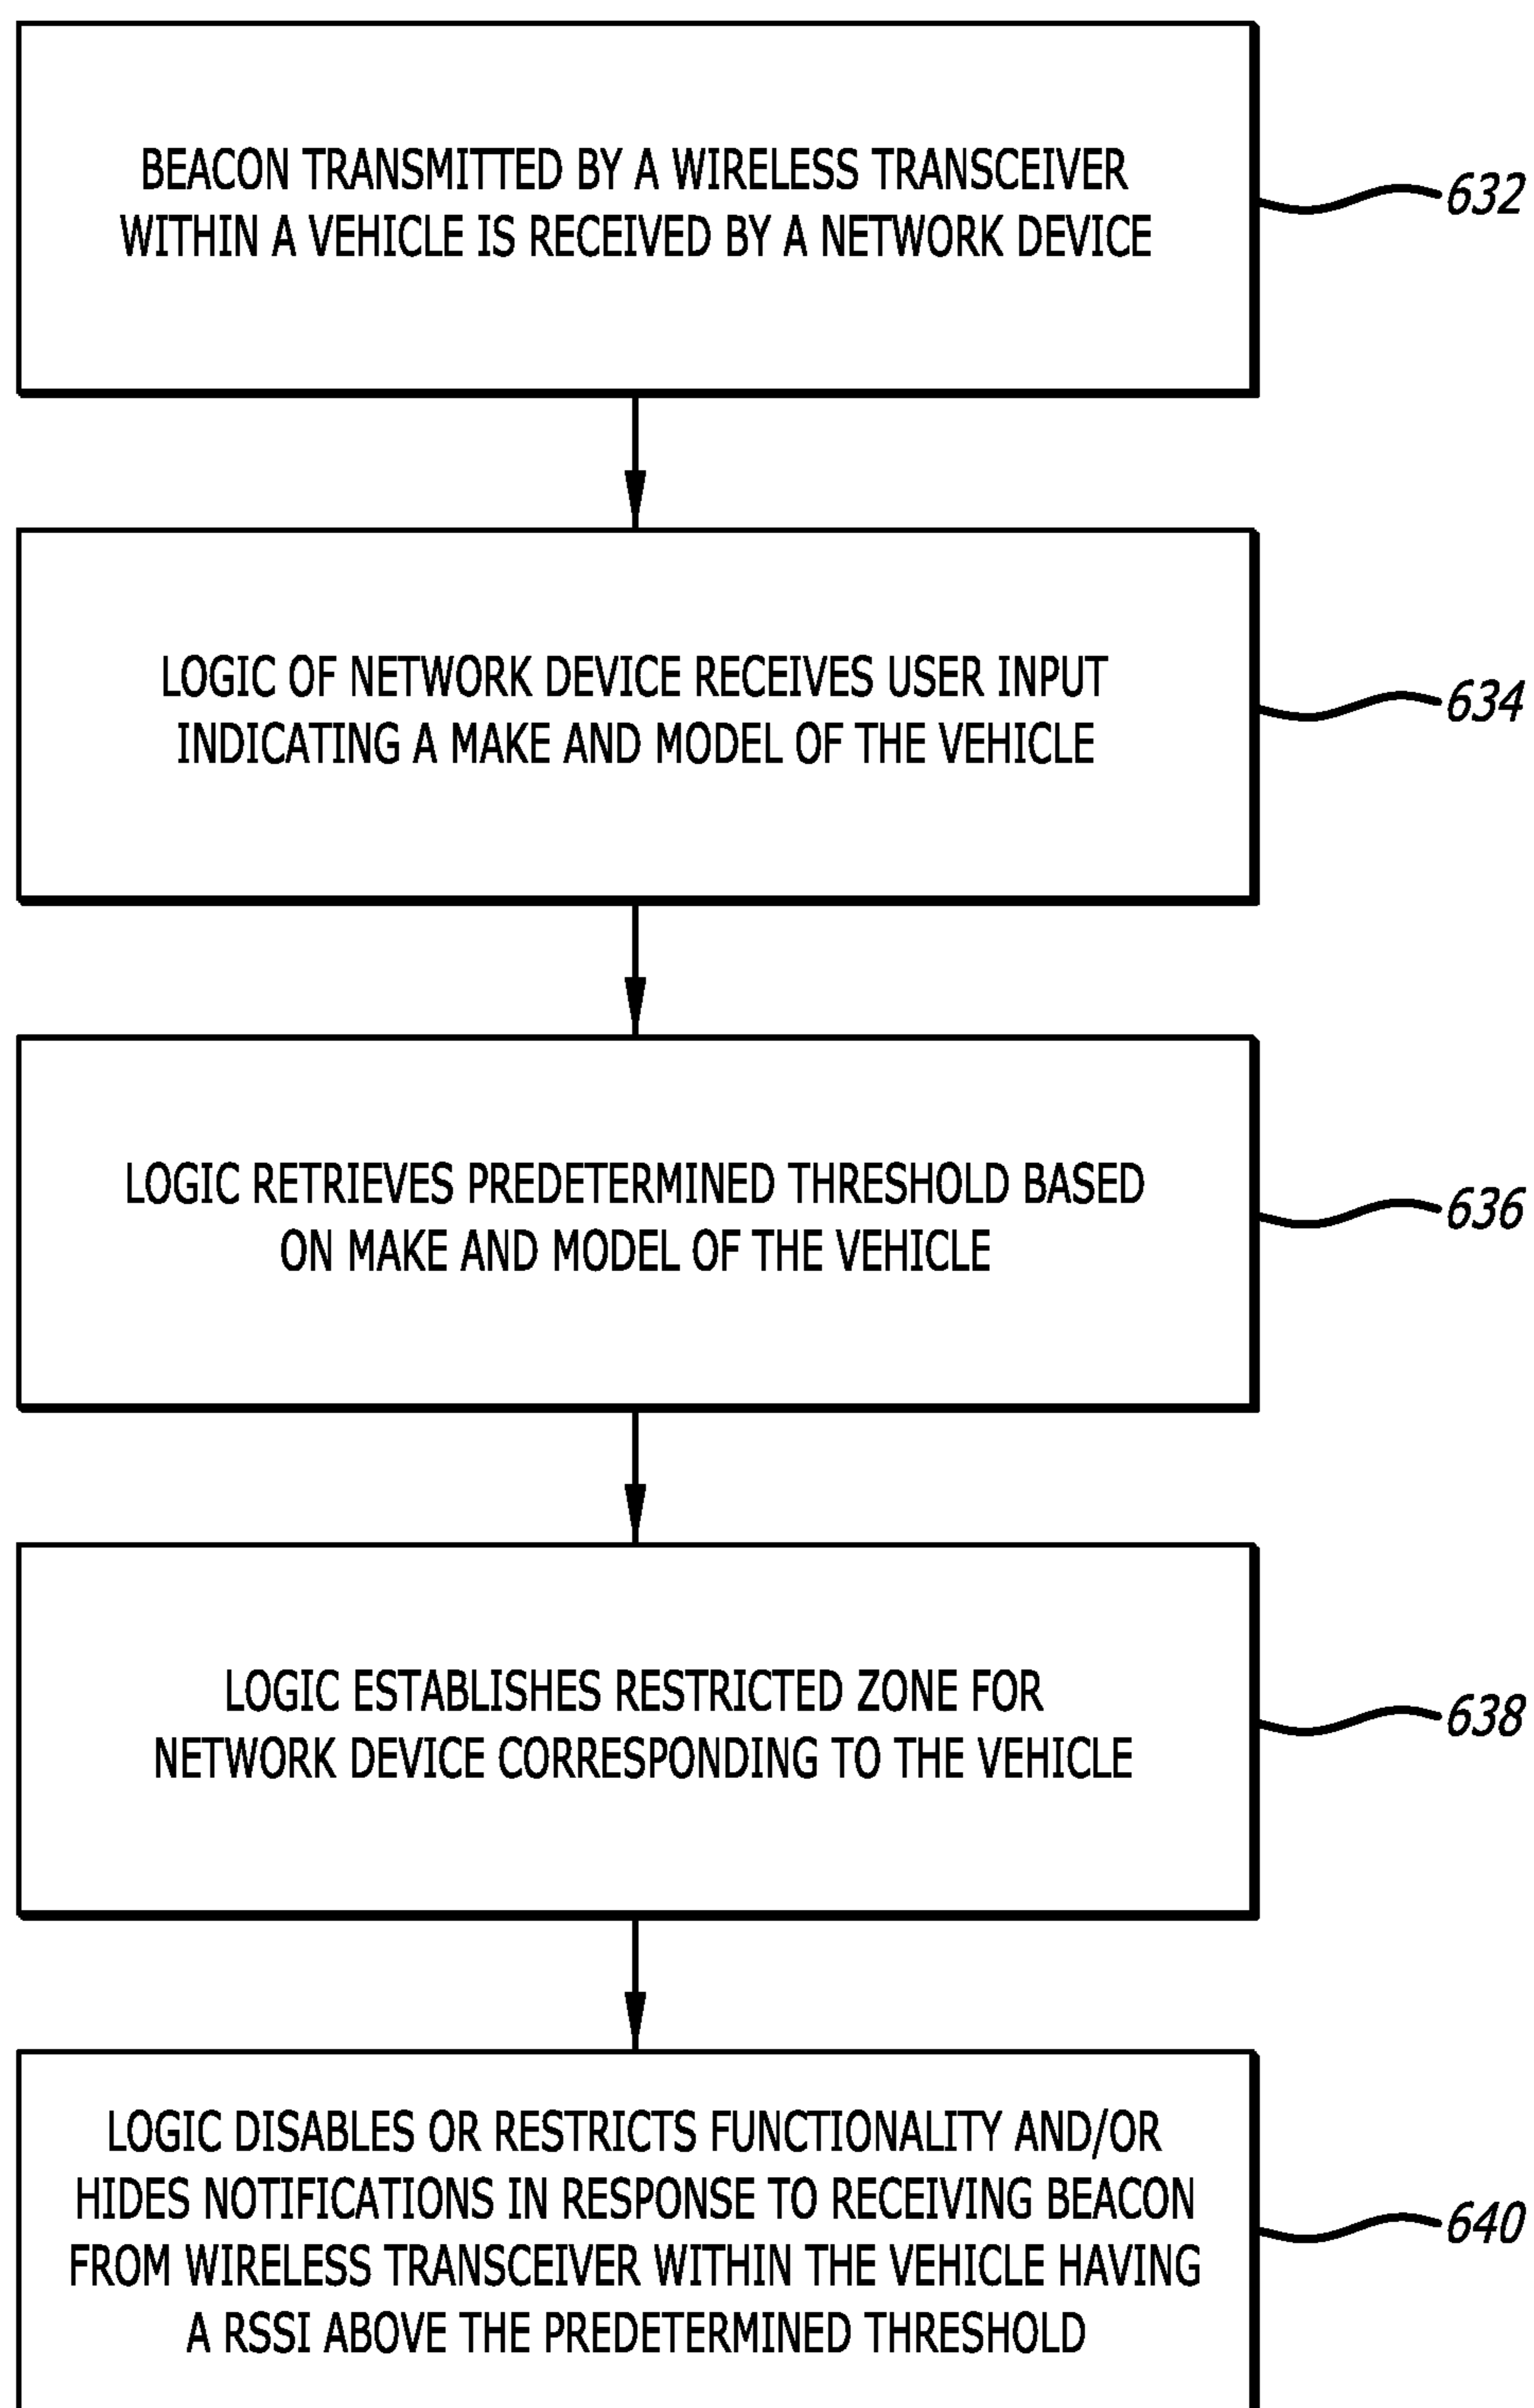 BEACON TRANSMITTED BY A WIRELESS TRANSCEIVER
WITHIN A VEHICLE IS RECEIVED BY A NETWORK DEVICE
632
LOGIC OF NETWORK DEVICE RECEIVES USER INPUT
INDICATING A MAKE AND MODEL OF THE VEHICLE
634
LOGIC RETRIEVES PREDETERMINED THRESHOLD BASED
ON MAKE AND MODEL OF THE VEHICLE
636
LOGIC ESTABLISHES RESTRICTED ZONE FOR
NETWORK DEVICE CORRESPONDING TO THE VEHICLE
638
LOGIC DISABLES OR RESTRICTS FUNCTIONALITY AND/OR
HIDES NOTIFICATIONS IN RESPONSE TO RECEIVING BEACON
FROM WIRELESS TRANSCEIVER WITHIN THE VEHICLE HAVING
A RSSI ABOVE THE PREDETERMINED THRESHOLD
640